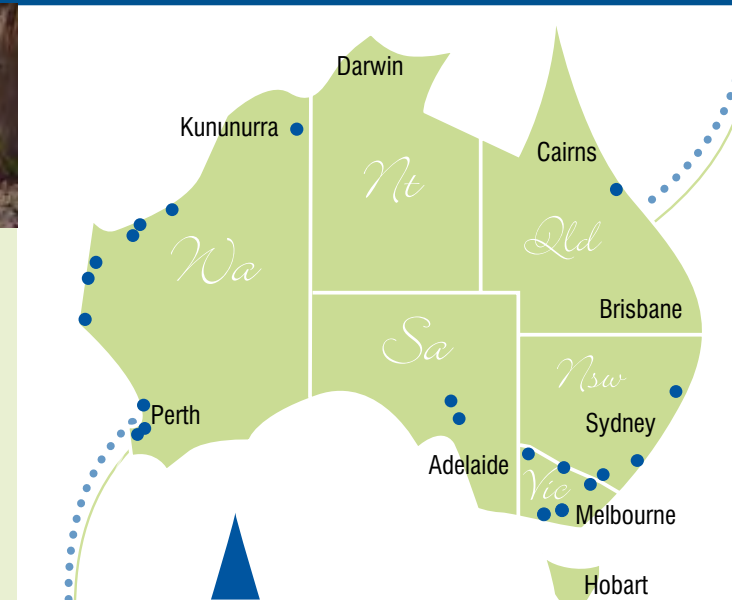 Darwin
Kununurra
Cairns
Nt
Qld
Wa
Brisbane
Sa
Nsw
Perth
Sydney
Adelaide
Vic
Melbourne
Hobart